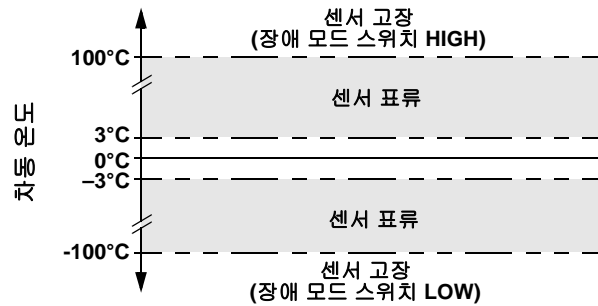 센서 고장
(장애 모드 스위치 HIGH)
100°C
센서 표류
3°C
차동 온도
0°C
–3°C
센서 표류
-100°C
센서 고장
(장애 모드 스위치 LOW)